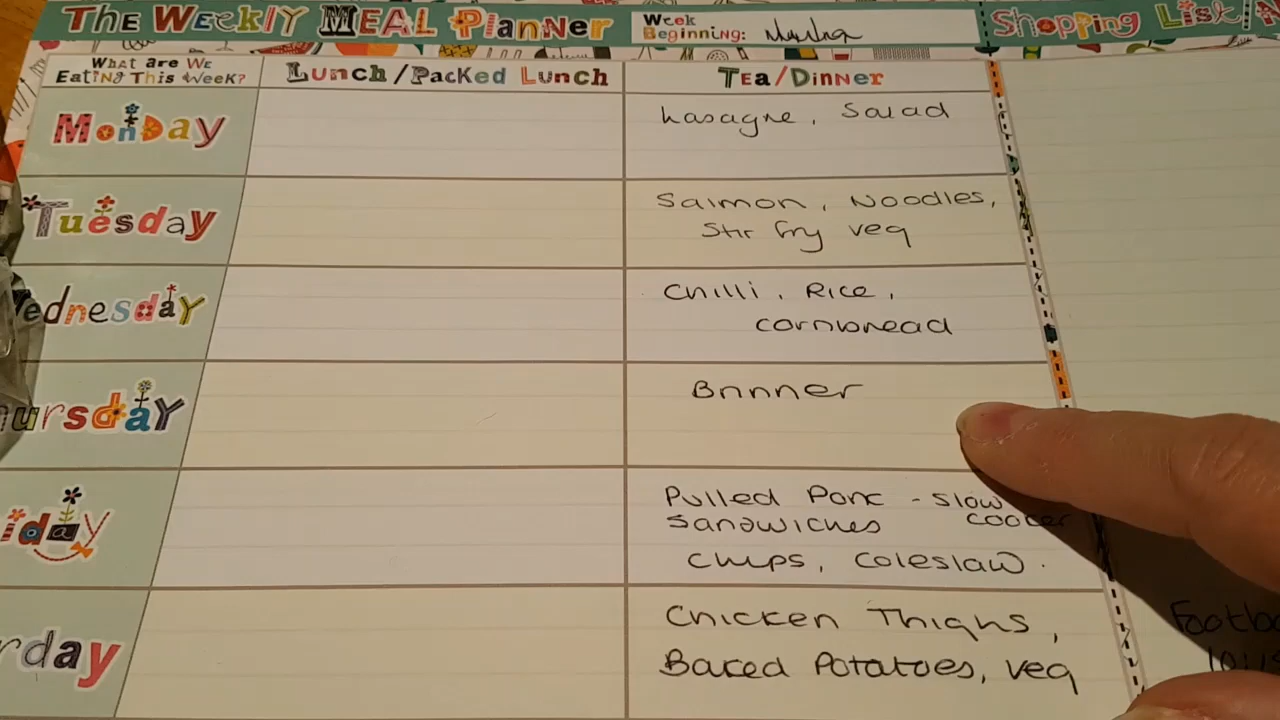 The Weekly Meal Planner
Week Beginning:
Shopping List
What are We Eating This Week?
Lunch/Packed Lunch
Tea/Dinner
Monday
Lasagne, Salad
Tuesday
Salmon, Noodles,
Stir fry veg
Wednesday
Chilli, Rice,
cornbread
ursday
Brinner
iday
Pulled Pork - slow
Sandwiches cooker
Chips, Coleslaw.
rday
Chicken Thighs,
Baked Potatoes, veg
Footba